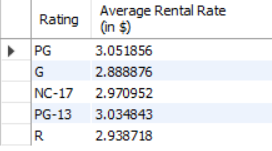 Rating Average Rental Rate (in $)
PG 3.051856
G 2.888876
NC-17 2.970952
PG-13 3.034843
R 2.938718